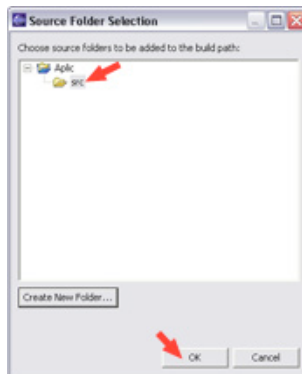 Source Folder Selection
Choose source folders to be added to the build path:
Aplic
src
Create New Folder...
OK
Cancel